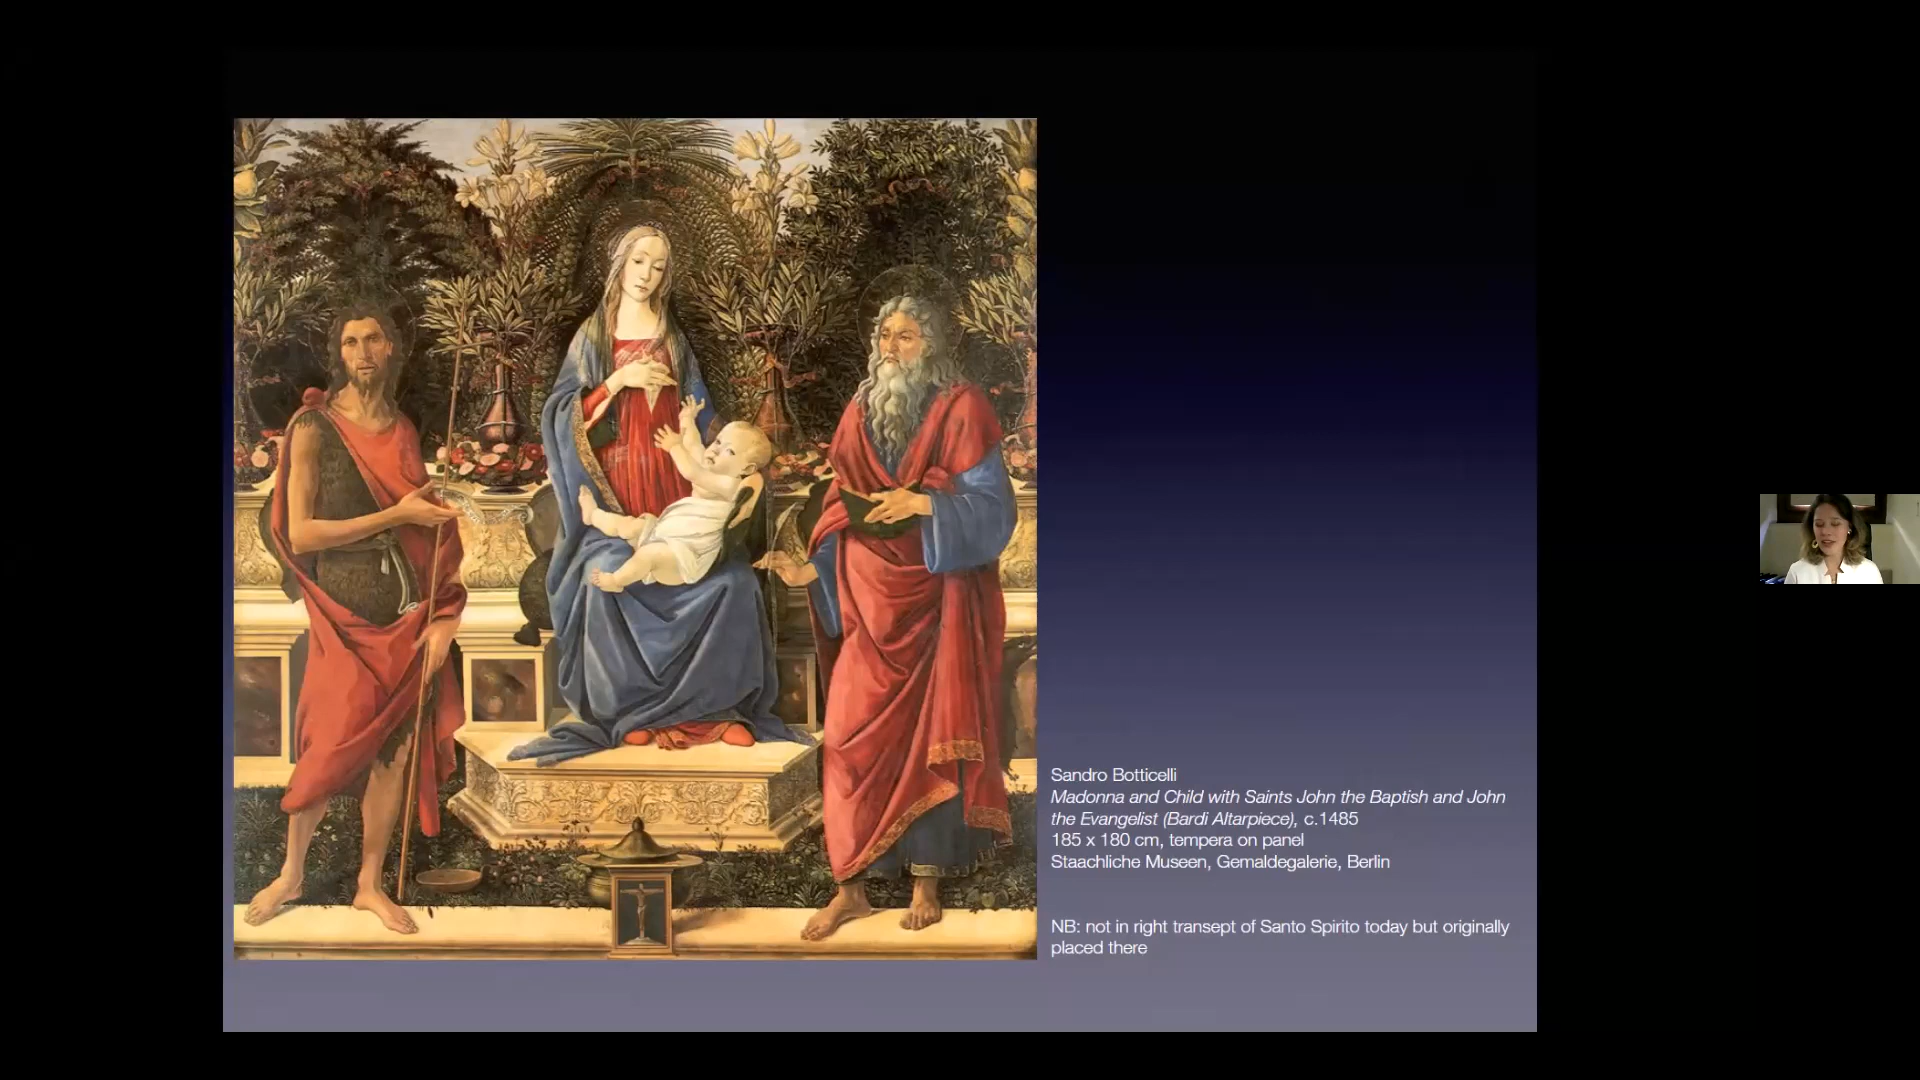 Sandro Botticelli
Madonna and Child with Saints John the Baptist and John
the Evangelist (Bardi Altarpiece), c.1485
185 x 180 cm, tempera on panel
Staachliche Museen, Gemaldegalerie, Berlin
NB: not in right transept of Santo Spirito today but originally
placed there